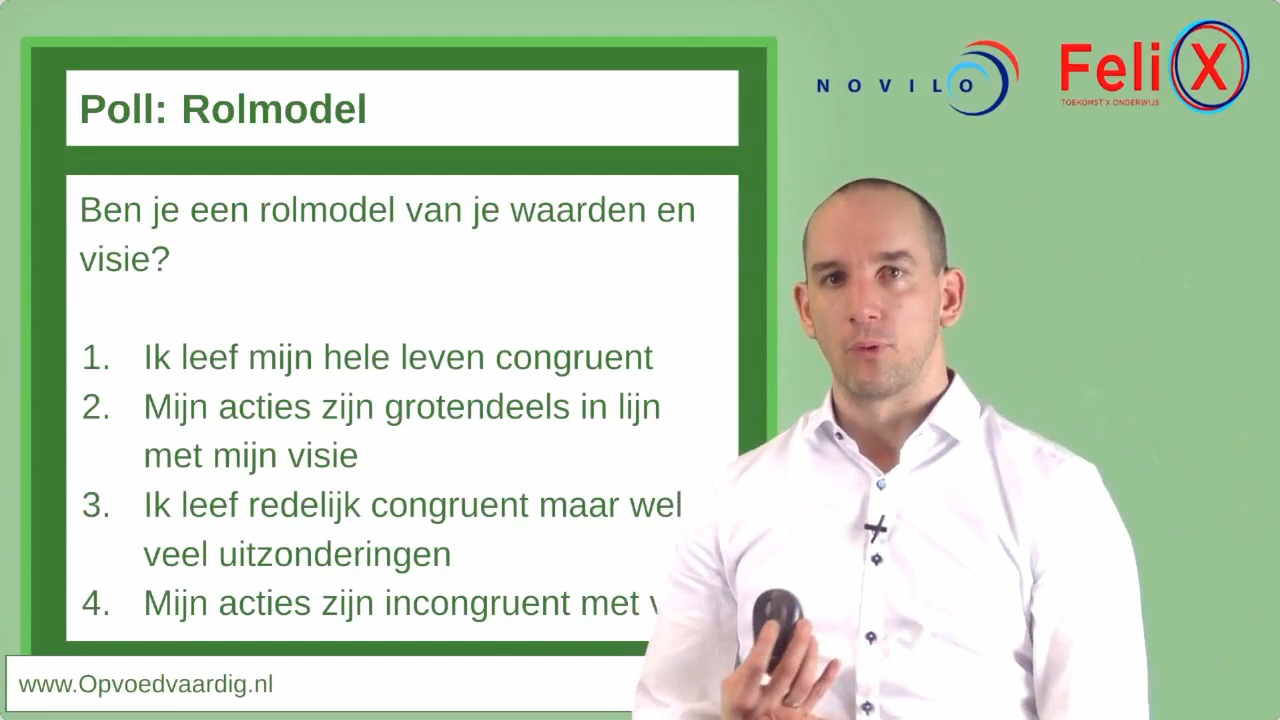 Poll: Rolmodel
NOVILO
FeliX
TOEKOMST X ONDERWIJS
Ben je een rolmodel van je waarden en
visie?
1. Ik leef mijn hele leven congruent
2. Mijn acties zijn grotendeels in lijn
met mijn visie
3. Ik leef redelijk congruent maar wel
veel uitzonderingen
4. Mijn acties zijn incongruent met
www.Opvoedvaardig.nl